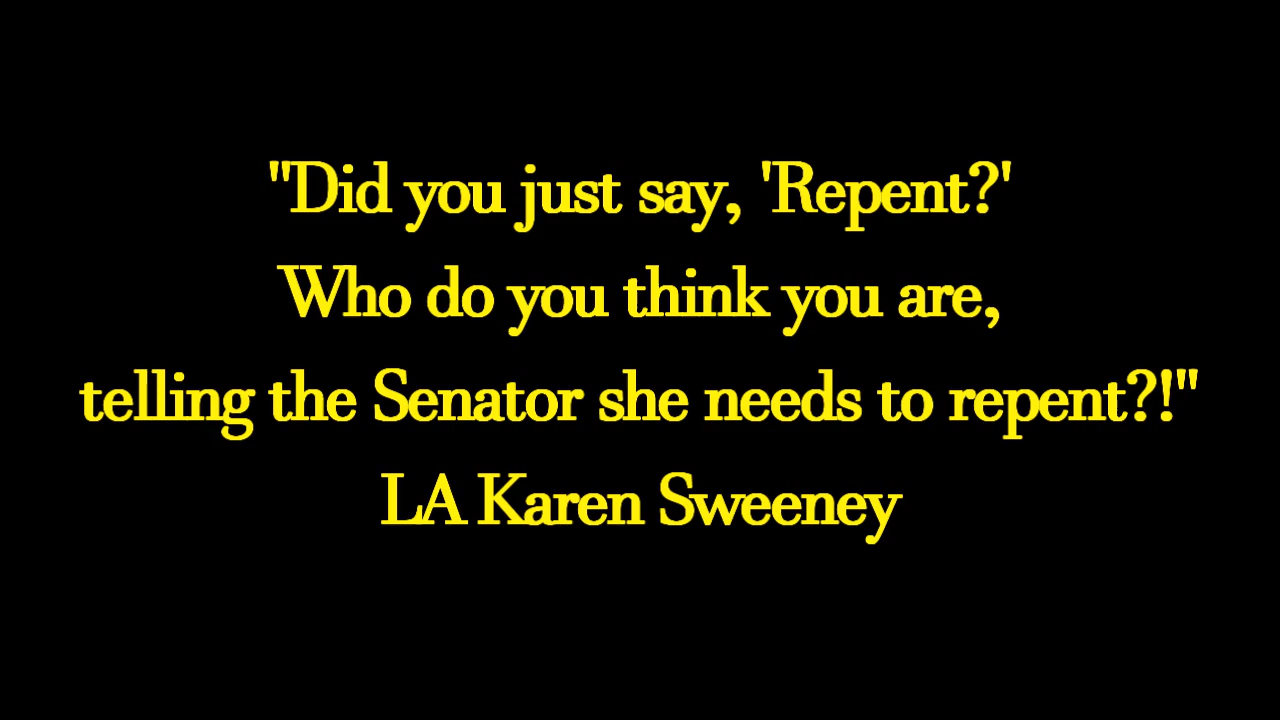 "Did you just say, 'Repent?'
Who do you think you are,
telling the Senator she needs to repent?!"
LA Karen Sweeney